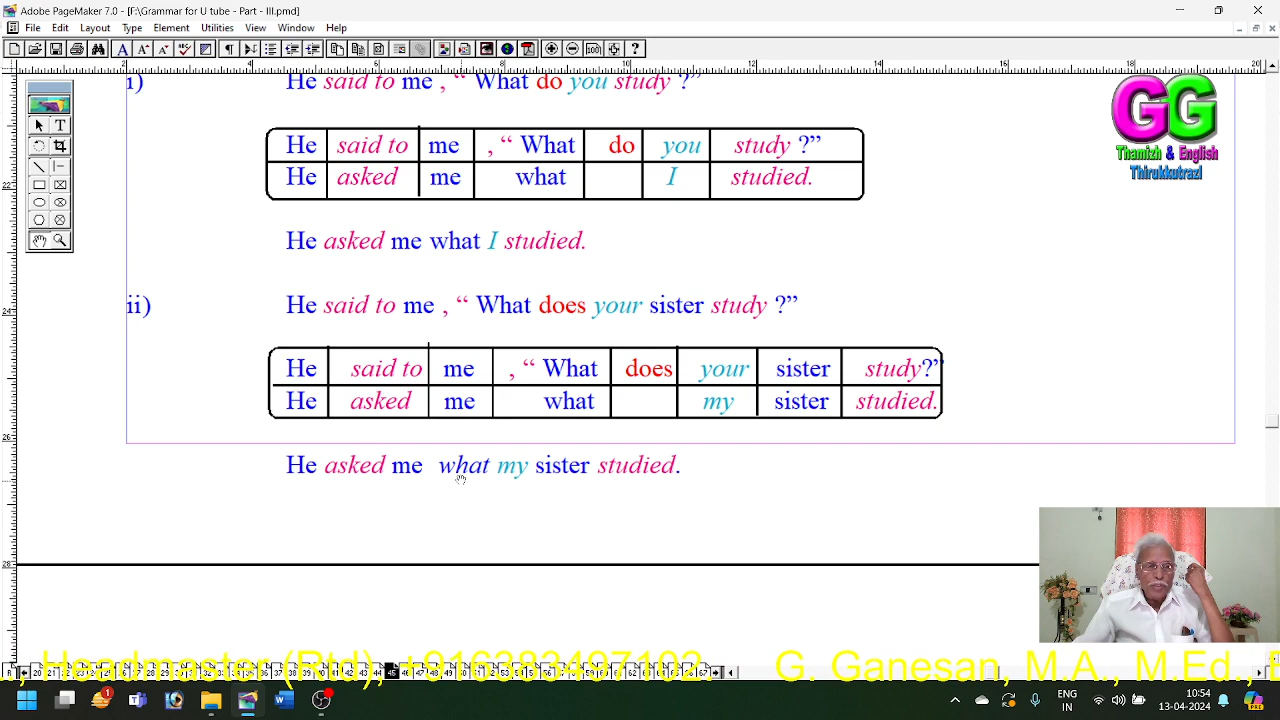 Adobe PageMaker 7.0 - [F:\Grammar for U tube - Part - III.pmd]
File Edit Layout Type Element Utilities View Window Help
i) He said to me , “ What do you study ?”
He said to me , “ What do you study ?”
He asked me what I studied.
He asked me what I studied.
ii) He said to me , “ What does your sister study ?”
He said to me , “ What does your sister study?”
He asked me what my sister studied.
He asked me what my sister studied.
GG
Thamizh & English
Thirukkutrazl
, Headmaster (Rtd), +916383497102 G. Ganesan, M.A., M.Ed.,
ENG
IN
10:54
13-04-2024